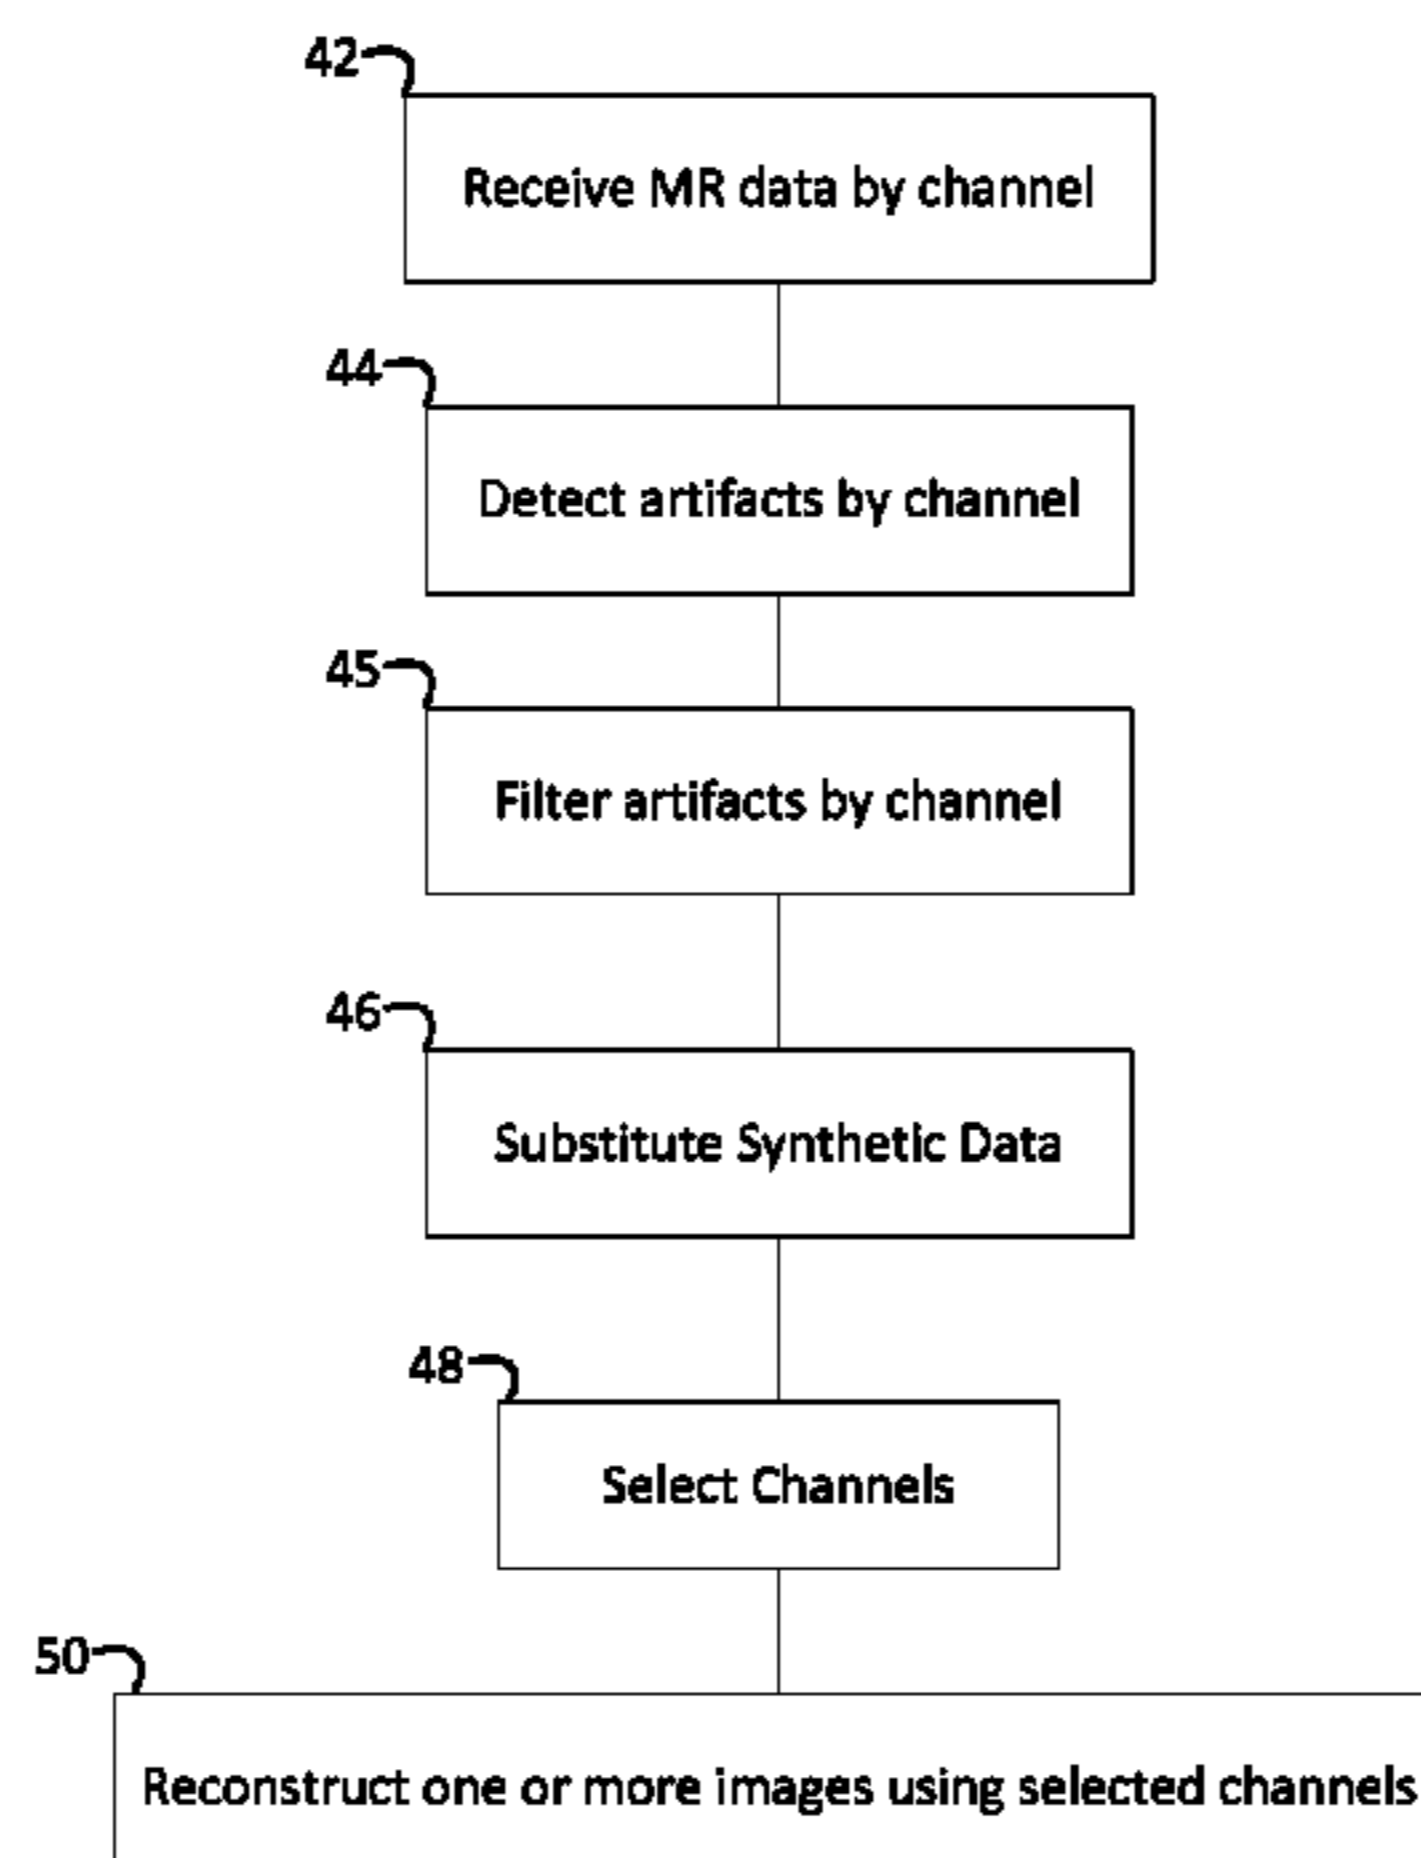 42
Receive MR data by channel
44
Detect artifacts by channel
45
Filter artifacts by channel
46
Substitute Synthetic Data
48
Select Channels
50
Reconstruct one or more images using selected channels